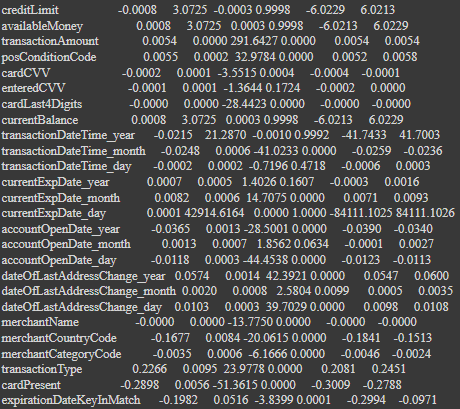 creditLimit -0.0008 3.0725 -0.0003 0.9998 -6.0229 6.0213
availableMoney 0.0008 3.0725 0.0003 0.9998 -6.0213 6.0229
transactionAmount 0.0054 0.0000 291.6427 0.0000 0.0054 0.0054
posConditionCode 0.0055 0.0002 32.9784 0.0000 0.0052 0.0058
cardCVV -0.0002 0.0001 -3.5515 0.0004 -0.0004 -0.0001
enteredCVV -0.0001 0.0001 -1.3644 0.1724 -0.0002 0.0000
cardLast4Digits -0.0000 0.0000 -28.4423 0.0000 -0.0000 -0.0000
currentBalance 0.0008 3.0725 0.0003 0.9998 -6.0213 6.0229
transactionDateTime_year -0.0215 21.2870 -0.0010 0.9992 -41.7433 41.7003
transactionDateTime_month -0.0248 0.0006 -41.0233 0.0000 -0.0259 -0.0236
transactionDateTime_day -0.0002 0.0002 -0.7196 0.4718 -0.0006 0.0003
currentExpDate_year 0.0007 0.0005 1.4026 0.1607 -0.0003 0.0016
currentExpDate_month 0.0082 0.0006 14.7075 0.0000 0.0071 0.0093
currentExpDate_day 0.0001 42914.6164 0.0000 1.0000 -84111.1025 84111.1026
accountOpenDate_year -0.0365 0.0013 -28.5001 0.0000 -0.0390 -0.0340
accountOpenDate_month 0.0013 0.0007 1.8562 0.0634 -0.0001 0.0027
accountOpenDate_day -0.0118 0.0003 -44.4538 0.0000 -0.0123 -0.0113
dateOfLastAddressChange_year 0.0574 0.0014 42.3921 0.0000 0.0547 0.0600
dateOfLastAddressChange_month 0.0020 0.0008 2.5804 0.0099 0.0005 0.0035
dateOfLastAddressChange_day 0.0103 0.0003 39.7029 0.0000 0.0098 0.0108
merchantName -0.0000 0.0000 -13.7750 0.0000 -0.0000 -0.0000
merchantCountryCode -0.1677 0.0084 -20.0615 0.0000 -0.1841 -0.1513
merchantCategoryCode -0.0035 0.0006 -6.1666 0.0000 -0.0046 -0.0024
transactionType 0.2266 0.0095 23.9778 0.0000 0.2081 0.2451
cardPresent -0.2898 0.0056 -51.3615 0.0000 -0.3009 -0.2788
expirationDateKeyInMatch -0.1982 0.0516 -3.8399 0.0001 -0.2994 -0.0971